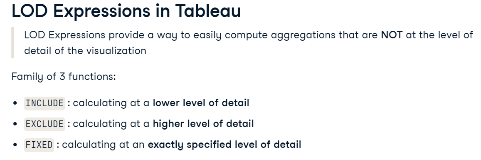 LOD Expressions in Tableau
LOD Expressions provide a way to easily compute aggregations that are NOT at the level of
detail of the visualization
Family of 3 functions:
• INCLUDE : calculating at a lower level of detail
• EXCLUDE : calculating at a higher level of detail
• FIXED : calculating at an exactly specified level of detail